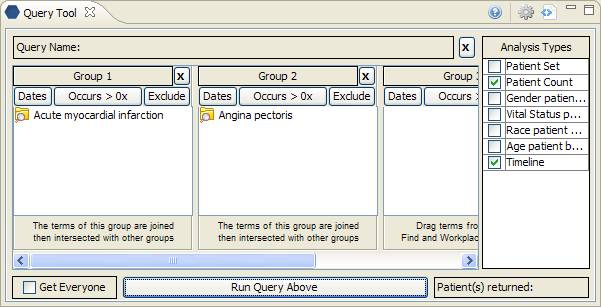 Query Tool
Query Name:
x
Analysis Types
Patient Set
Patient Count
Gender patien...
Vital Status p...
Race patient ...
Age patient b...
Timeline
Group 1
x
Dates
Occurs > 0x
Exclude
Acute myocardial infarction
The terms of this group are joined
then intersected with other groups
Group 2
x
Dates
Occurs > 0x
Exclude
Angina pectoris
The terms of this group are joined
then intersected with other groups
Group
Dates
Occurs >
Drag terms fro
Find and Workplac
Get Everyone
Run Query Above
Patient(s) returned: